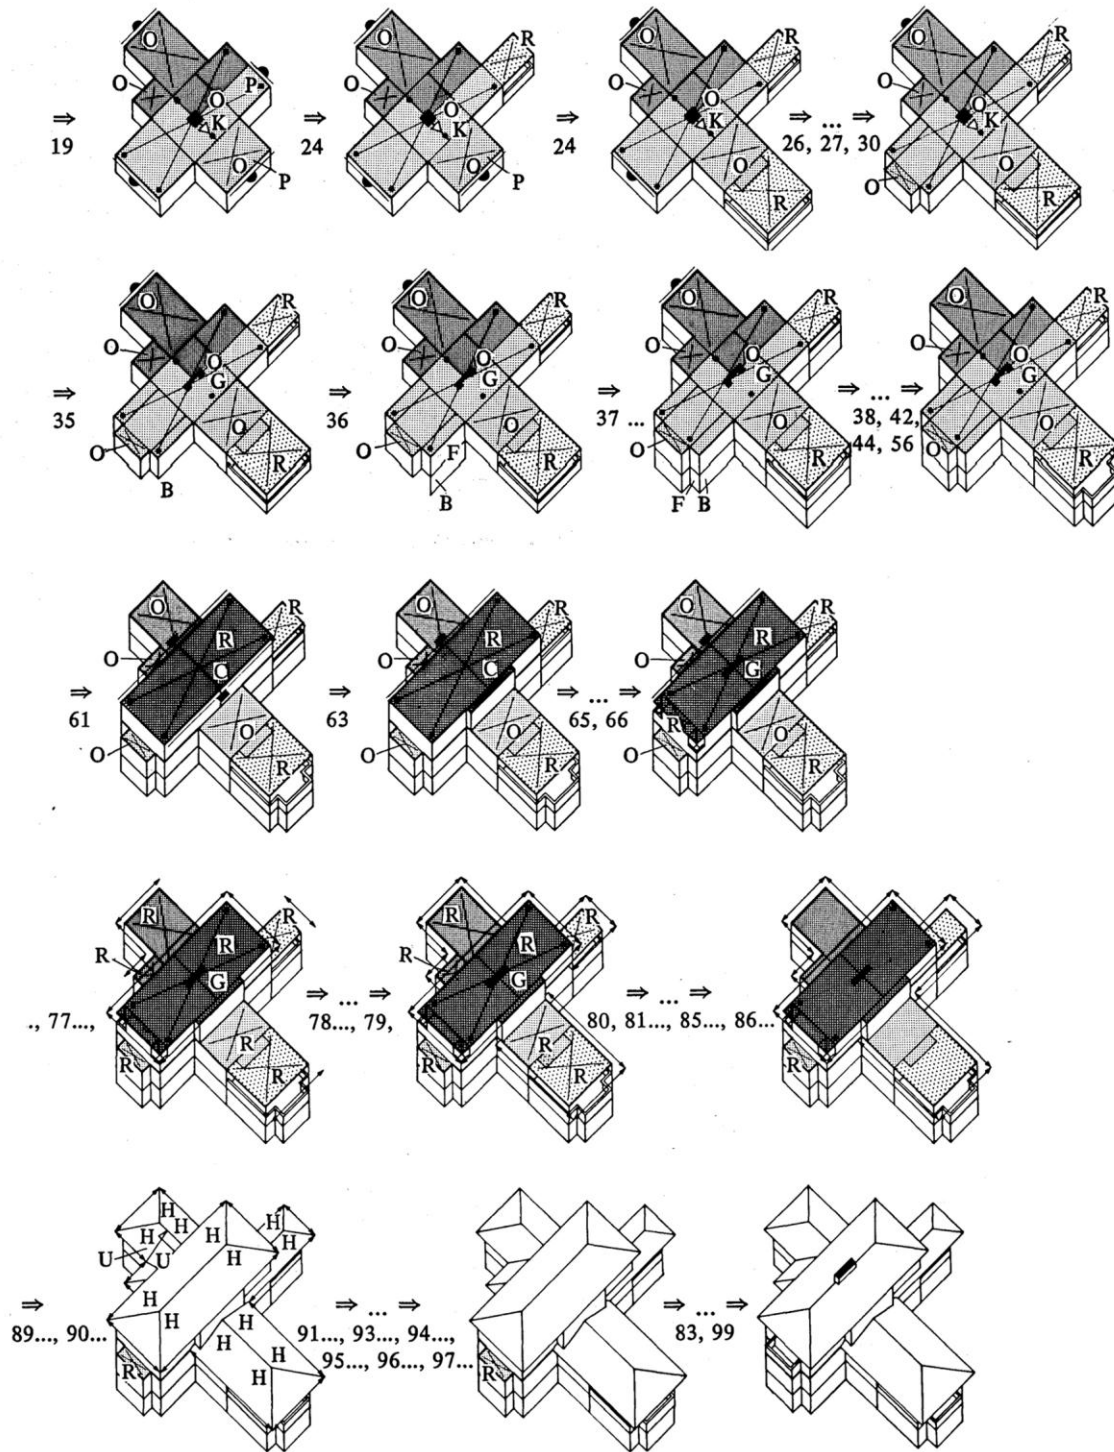 O O O P K O P
⇒ 19
O R O K O P
⇒ 24
O R O K O R
⇒ 24
O R O K O O R
⇒ ... ⇒
26, 27, 30
O R O O G O O R B
⇒ 35
O R O O G O F R B
⇒ 36
O R O O G O O R F B
⇒ 37 ...
O R O O G O O R
⇒ ... ⇒
38, 42,
44, 56
O R R O C O O R
⇒ 61
O R R O C O O R
⇒ 63
O R R O G R O O R
⇒ ... ⇒
65, 66
R R R R G R R R
.., 77...,
R R R R G R R R
⇒ ... ⇒
78..., 79,
⇒ ... ⇒
80, 81..., 85..., 86...
H H H H H H U U H H H H H H H R
⇒
89..., 90...
R
⇒ ... ⇒
91..., 93..., 94...,
95..., 96..., 97...
⇒ ... ⇒
83, 99